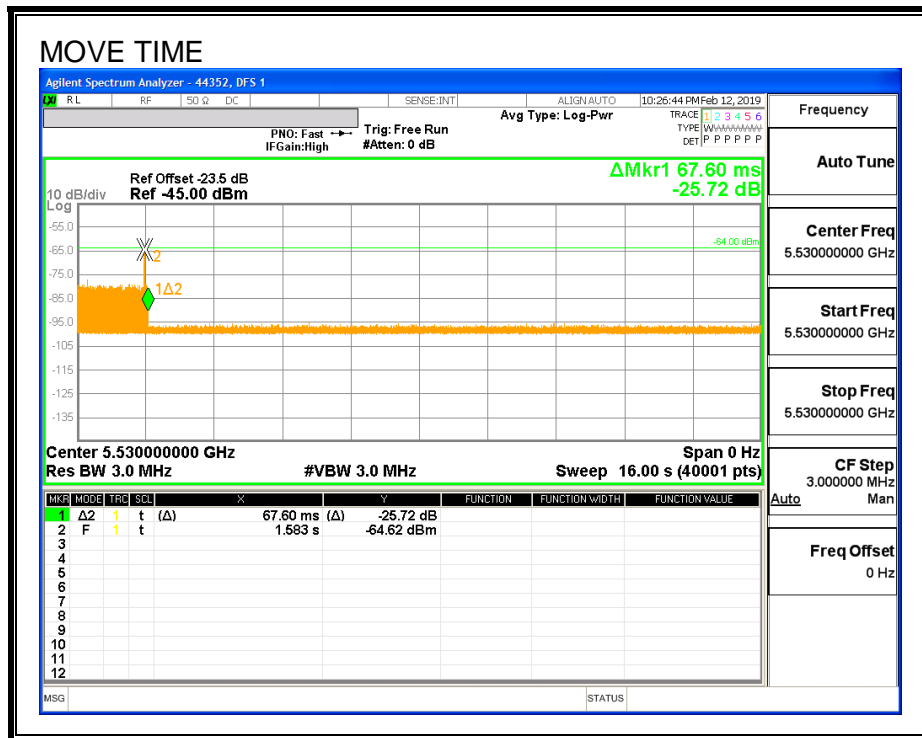 MOVE TIME
Agilent Spectrum Analyzer - 44352, DFS 1
LXI RL RF 50 Ω DC SENSE:INT ALIGN AUTO 10:26:44 PM Feb 12, 2019
Avg Type: Log-Pwr TRACE 1 2 3 4 5 6
PNO: Fast Trig: Free Run TYPE WWWWWW
IFGain:High #Atten: 0 dB DET P P P P P P
Frequency
Auto Tune
Center Freq
5.530000000 GHz
Start Freq
5.530000000 GHz
Stop Freq
5.530000000 GHz
CF Step
3.000000 MHz
Auto Man
Freq Offset
0 Hz
ΔMkr1 67.60 ms
-25.72 dB
Ref Offset -23.5 dB
10 dB/div Ref -45.00 dBm
Log
-55.0
-64.00 dBm
-65.0
2
-75.0
1Δ2
-85.0
-95.0
-105
-115
-125
-135
Center 5.530000000 GHz Span 0 Hz
Res BW 3.0 MHz #VBW 3.0 MHz Sweep 16.00 s (40001 pts)
MKR MODE TRC SCL X Y FUNCTION FUNCTION WIDTH FUNCTION VALUE
1 Δ2 1 t (Δ) 67.60 ms (Δ) -25.72 dB
2 F 1 t 1.583 s -64.62 dBm
3
4
5
6
7
8
9
10
11
12
MSG STATUS